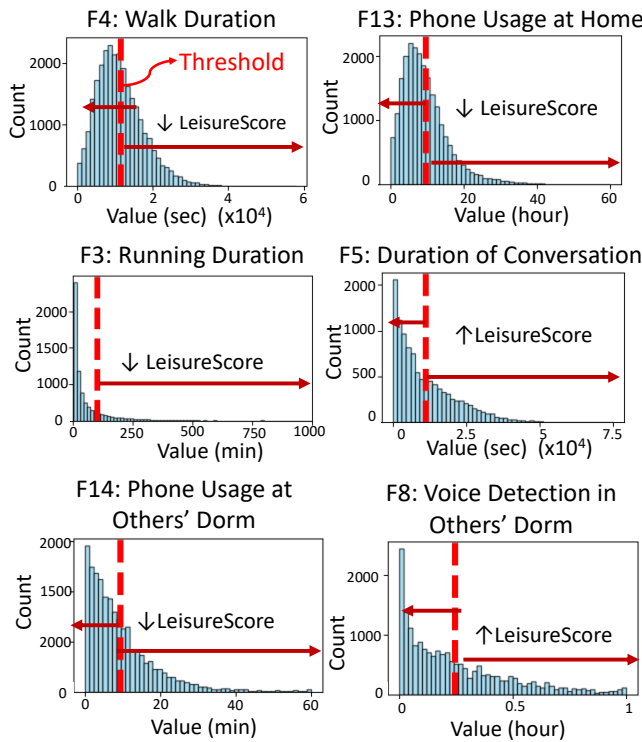 F4: Walk Duration
2000
1000
0
Count
Threshold
↓ LeisureScore
0 2 4 6
Value (sec) (x10⁴)
F13: Phone Usage at Home
2000
1000
0
Count
↓ LeisureScore
0 20 40 60
Value (hour)
F3: Running Duration
2000
1500
1000
0
Count
↓ LeisureScore
0 250 500 750 1000
Value (min)
F5: Duration of Conversation
2000
1000
500
0
Count
↑LeisureScore
0 2.5 5 7.5
Value (sec) (x10⁴)
F14: Phone Usage at
Others’ Dorm
2000
1500
2000
0
Count
↓LeisureScore
0 20 40 60
Value (min)
F8: Voice Detection in
Others’ Dorm
2000
1000
0
Count
↑LeisureScore
0 0.5 1
Value (hour)